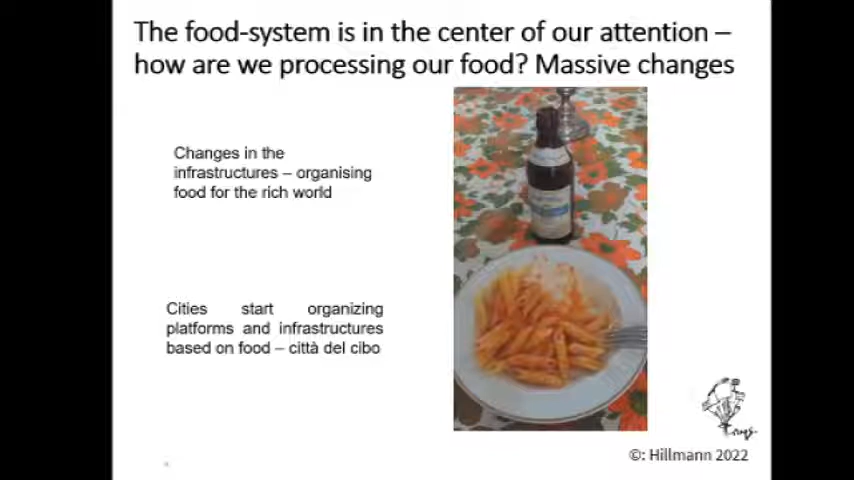 The food-system is in the center of our attention –
how are we processing our food? Massive changes
Changes in the
infrastructures – organising
food for the rich world
Cities start organizing
platforms and infrastructures
based on food – città del cibo
©: Hillmann 2022